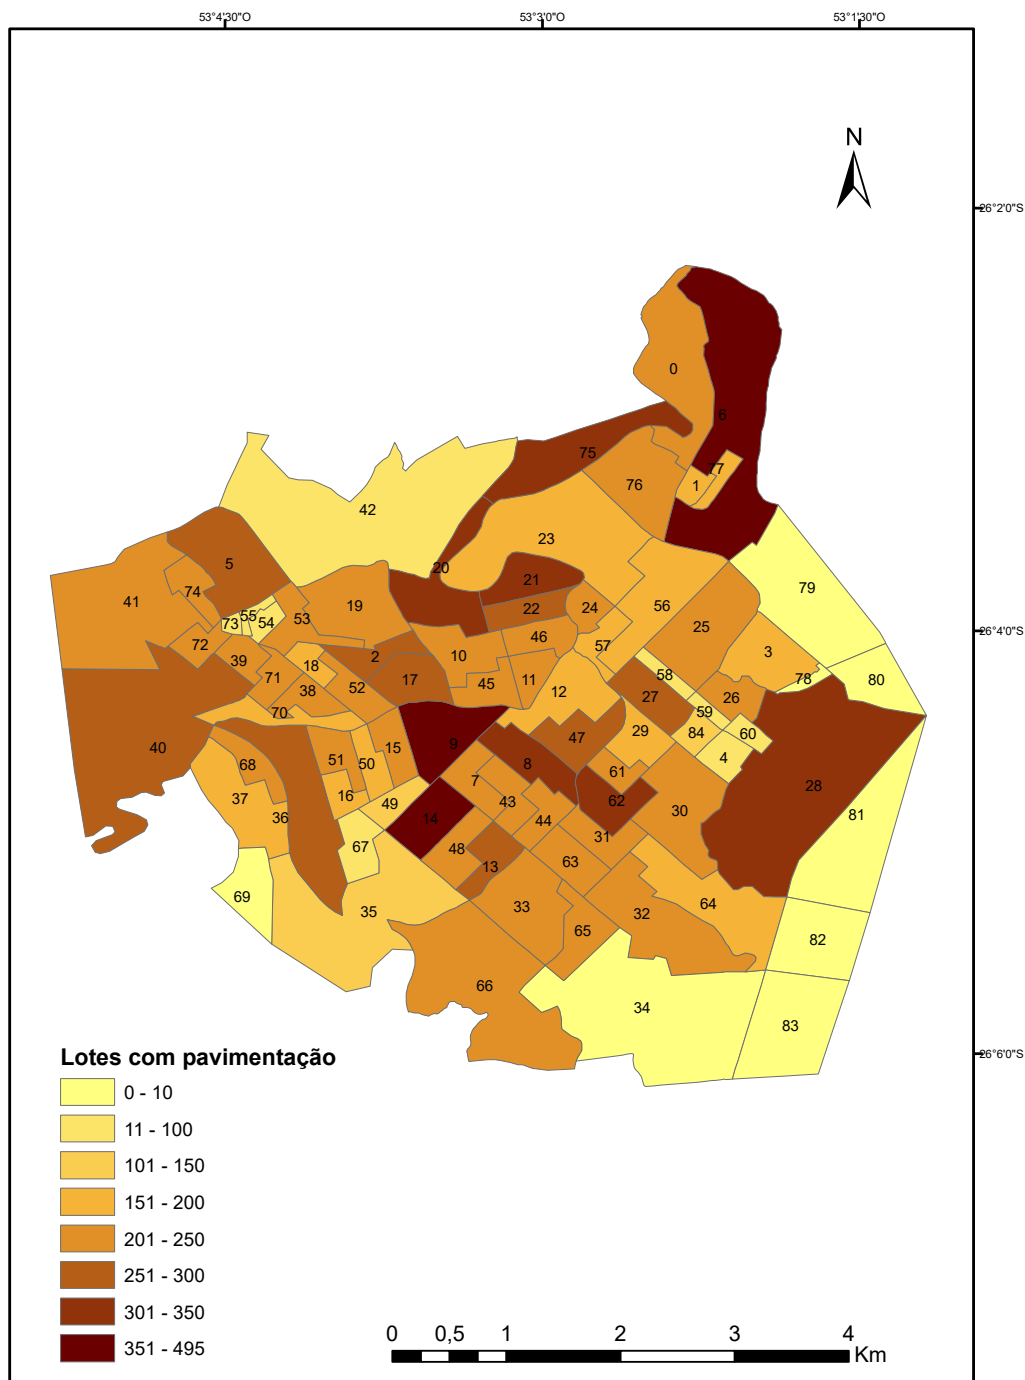 53°4'30"O 53°3'0"O 53°1'30"O
N
26°2'0"S
0
6
75
77
76 1
42
23
5 20 21 79
41 74 19 22 24 56
73 55 54 53 46 25 26°4'0"S
72 57 3
39 18 2 10
71 17 45 11 58 78 80
38 52 12 27 26
70 59
40 9 47 29 84 60
68 51 15 50 8 4
7 61 28
37 16 49 43 62 30 81
36 14 44
67 48 31
13 63
69 35 33 32 64
65 82
66
34 83
26°6'0"S
Lotes com pavimentação
0 - 10
11 - 100
101 - 150
151 - 200
201 - 250
251 - 300
301 - 350
351 - 495
0 0,5 1 2 3 4
Km